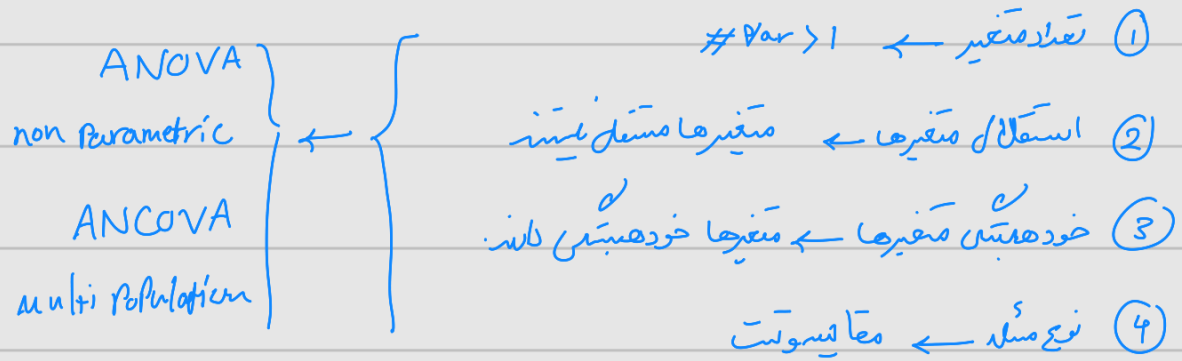 ① تعداد متغیر ← #Var > 1
② استقلال متغیرها ← متغیرها مستقل نیستند
③ خودهمبستگی متغیرها ← متغیرها خودهمبستگی دارند.
④ نوع مسئله ← مقایسه و تست
ANOVA
non Parametric
ANCOVA
multi Population